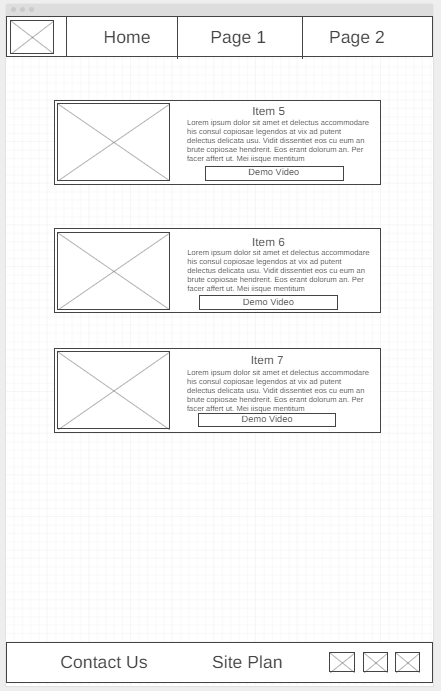 Home
Page 1
Page 2
Item 5
Lorem ipsum dolor sit amet et delectus accommodare
his consul copiosae legendos at vix ad putent
delectus adipisci usu. Vidit dissentiet eos cu eum an
brute copiosae hendrerit. Eos erant dolorum an. Per
facer affert ut. Mei iisque mentitum
Demo Video
Item 6
Lorem ipsum dolor sit amet et delectus accommodare
his consul copiosae legendos at vix ad putent
delectus adipisci usu. Vidit dissentiet eos cu eum an
brute copiosae hendrerit. Eos erant dolorum an. Per
facer affert ut. Mei iisque mentitum
Demo Video
Item 7
Lorem ipsum dolor sit amet et delectus accommodare
his consul copiosae legendos at vix ad putent
delectus adipisci usu. Vidit dissentiet eos cu eum an
brute copiosae hendrerit. Eos erant dolorum an. Per
facer affert ut. Mei iisque mentitum
Demo Video
Contact Us
Site Plan